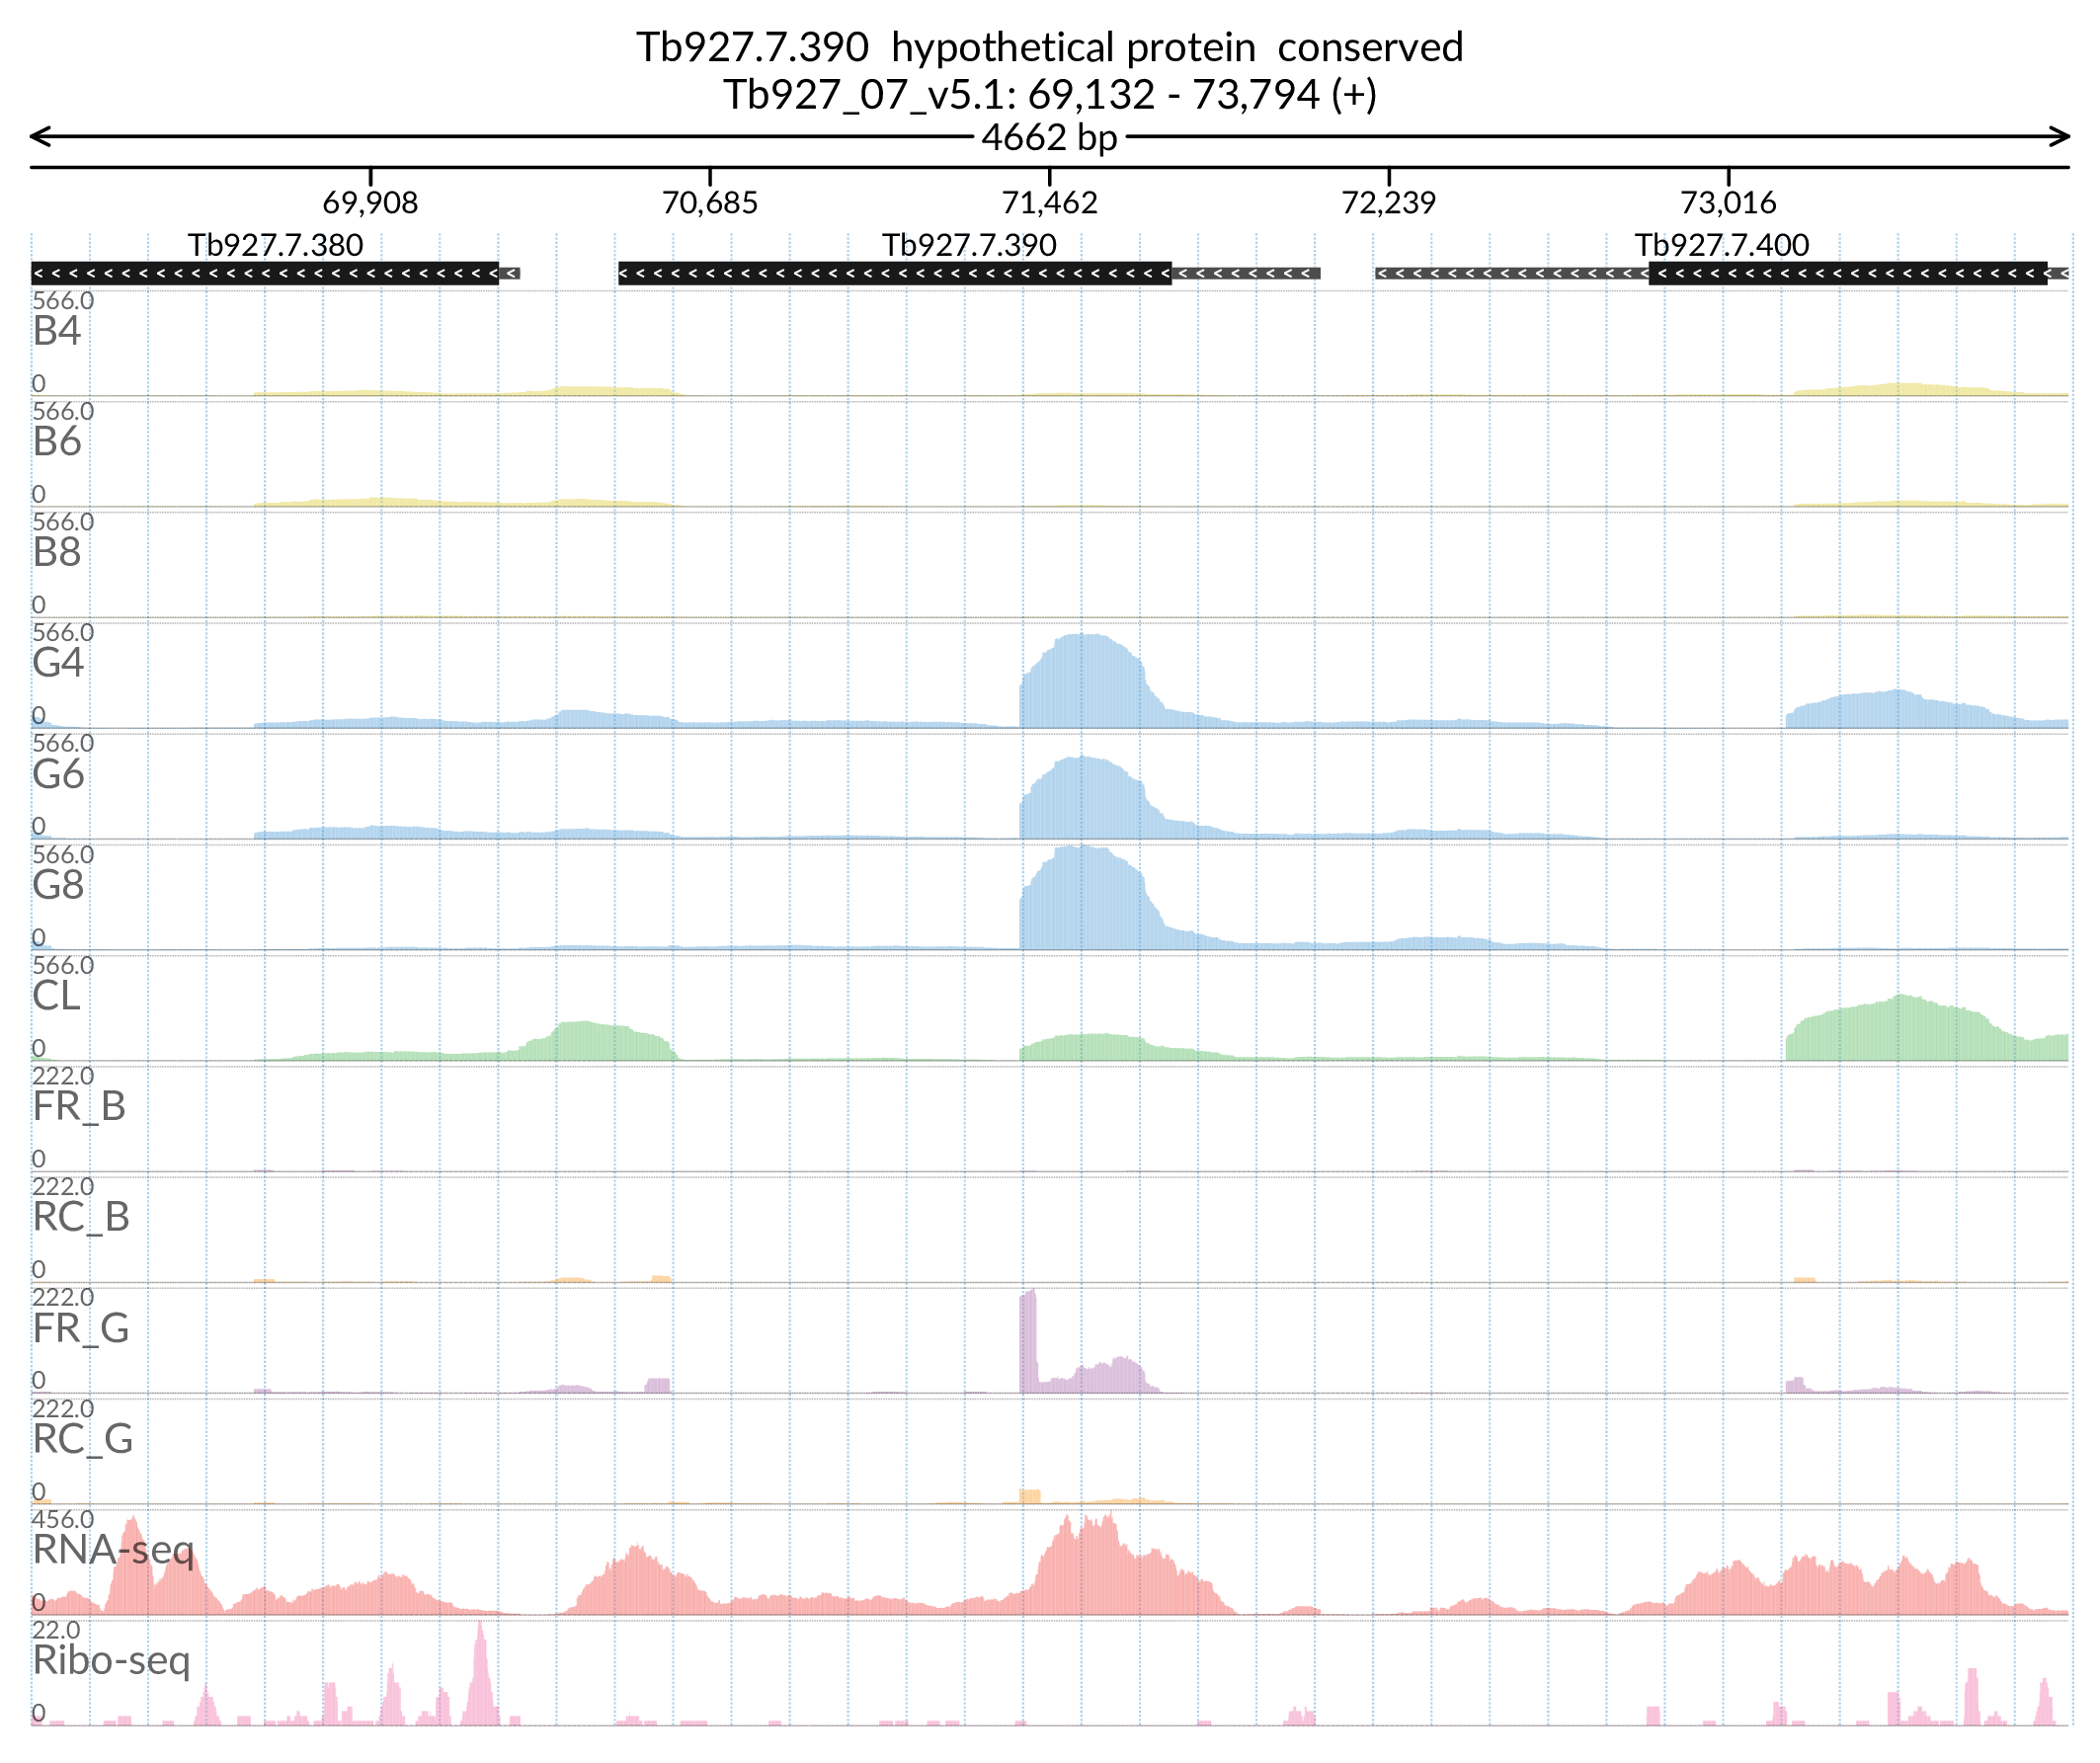 Tb927.7.390 hypothetical protein conserved
Tb927_07_v5.1: 69,132 - 73,794 (+)
4662 bp
69,908 70,685 71,462 72,239 73,016
Tb927.7.380 Tb927.7.390 Tb927.7.400
566.0
B4
0
566.0
B6
0
566.0
B8
0
566.0
G4
0
566.0
G6
0
566.0
G8
0
566.0
CL
0
222.0
FR_B
0
222.0
RC_B
0
222.0
FR_G
0
222.0
RC_G
0
456.0
RNA-seq
0
22.0
Ribo-seq
0